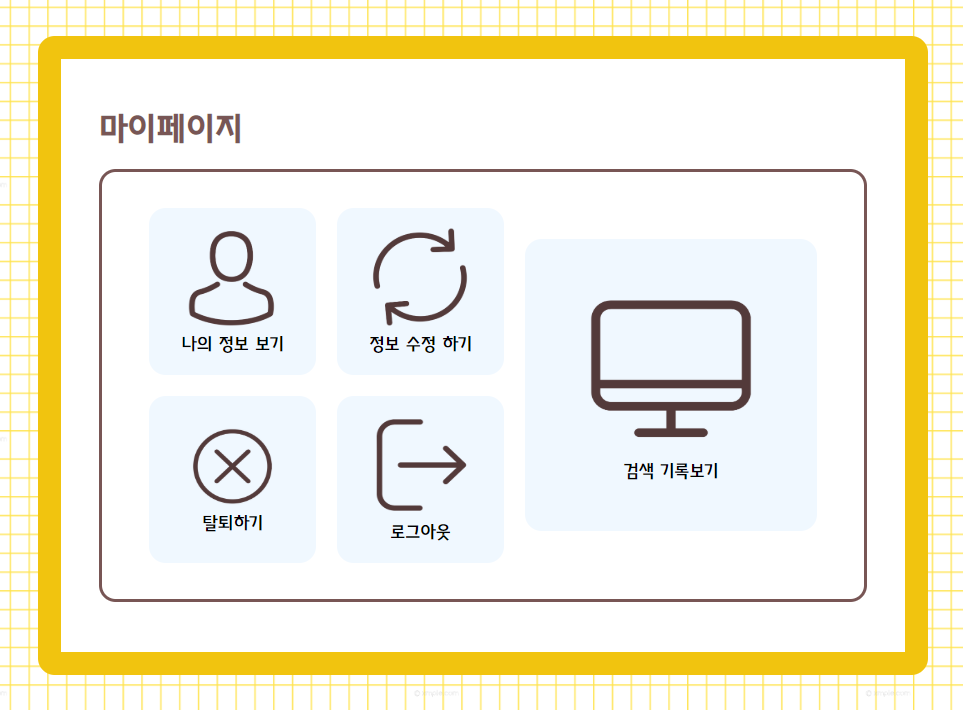 마이페이지
나의 정보 보기
정보 수정 하기
검색 기록보기
탈퇴하기
로그아웃